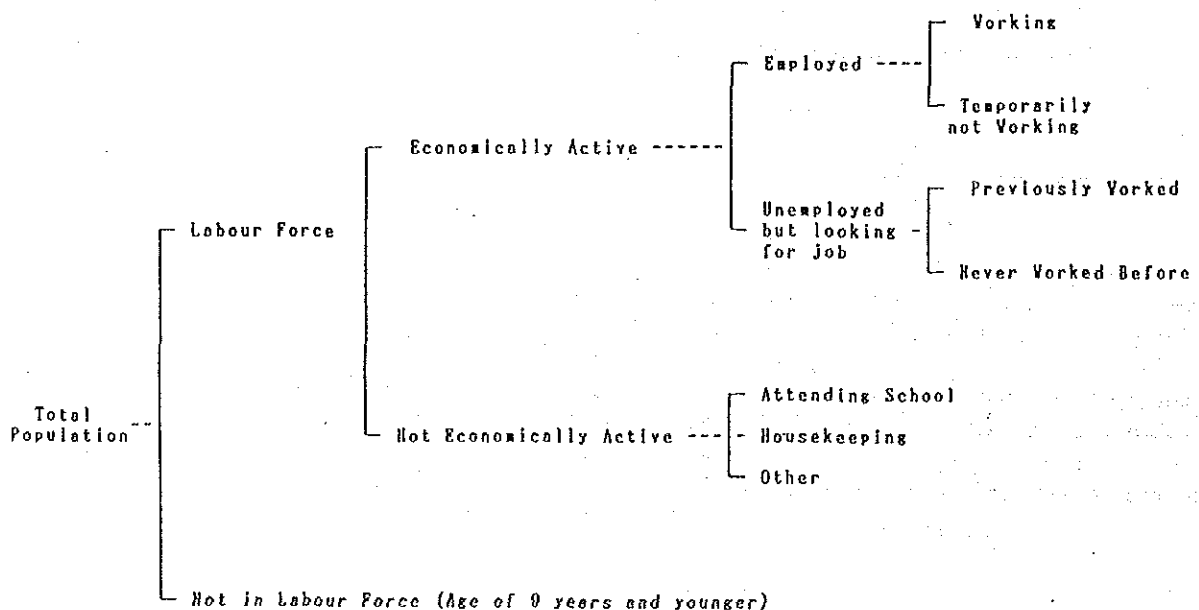 Working
Employed
Temporarily
not Working
Economically Active
Previously Worked
Unemployed
but looking
for job
Labour Force
Never Worked Before
Attending School
Total
Population
Not Economically Active
Housekeeping
Other
Not in Labour Force (Age of 9 years and younger)